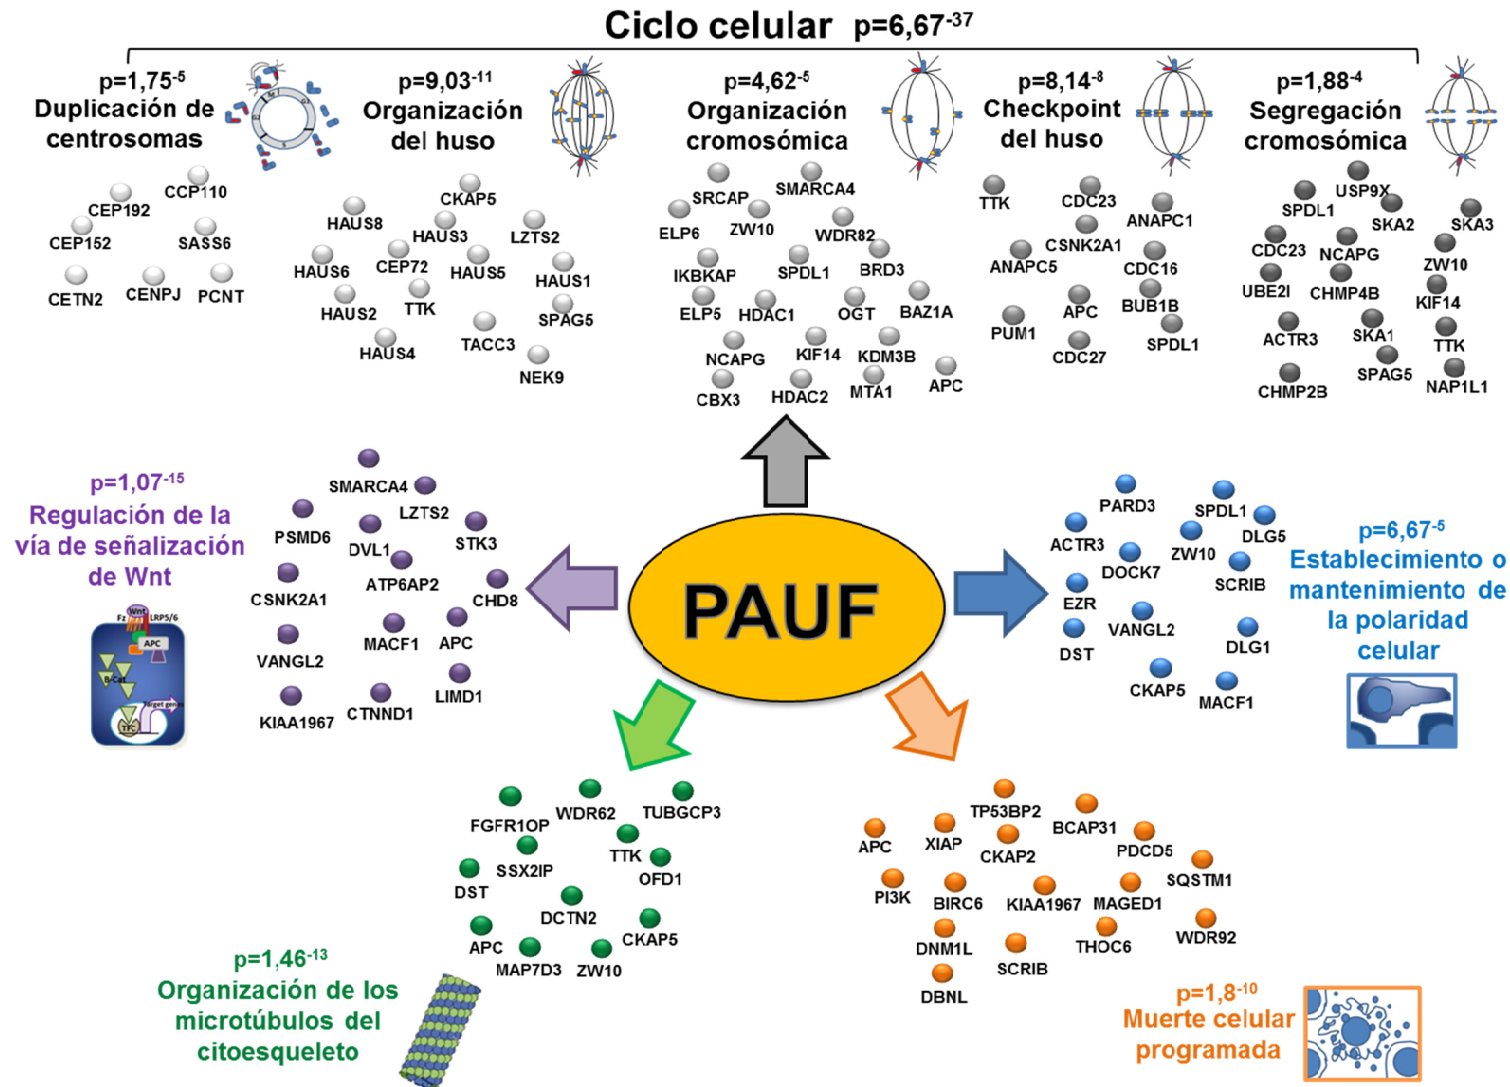 Ciclo celular p=6,67-37
p=1,75-5
Duplicación de
centrosomas
p=9,03-11
Organización
del huso
p=4,62-5
Organización
cromosómica
p=8,14-8
Checkpoint
del huso
p=1,88-4
Segregación
cromosómica
CCP110
CEP192
CEP152
SASS6
CETN2
CENPJ
PCNT
CKAP5
HAUS8
HAUS3
LZTS2
HAUS6
CEP72
HAUS5
HAUS1
HAUS2
TTK
SPAG5
HAUS4
TACC3
NEK9
SRCAP
SMARCA4
ELP6
ZW10
WDR82
IKBKAP
SPDL1
BRD3
ELP5
HDAC1
OGT
BAZ1A
NCAPG
KIF14
KDM3B
CBX3
HDAC2
MTA1
APC
TTK
CDC23
ANAPC1
CSNK2A1
ANAPC5
CDC16
APC
BUB1B
PUM1
CDC27
SPDL1
USP9X
SPDL1
SKA2
SKA3
CDC23
NCAPG
ZW10
UBE2I
CHMP4B
KIF14
ACTR3
SKA1
TTK
CHMP2B
SPAG5
NAP1L1
p=1,07-15
Regulación de la
vía de señalización
de Wnt
Wnt
Fz
LRP5/6
APC
B-Cat
Target genes
TFC
SMARCA4
LZTS2
PSMD6
DVL1
STK3
ATP6AP2
CSNK2A1
CHD8
MACF1
APC
VANGL2
LIMD1
KIAA1967
CTNND1
PAUF
PARD3
SPDL1
DLG5
ACTR3
ZW10
DOCK7
SCRIB
EZR
VANGL2
DST
DLG1
CKAP5
MACF1
p=6,67-5
Establecimiento o
mantenimiento de
la polaridad
celular
FGFR1OP
WDR62
TUBGCP3
SSX2IP
TTK
OFD1
DST
DCTN2
APC
CKAP5
MAP7D3
ZW10
p=1,46-13
Organización de los
microtúbulos del
citoesqueleto
TP53BP2
BCAP31
APC
XIAP
CKAP2
PDCD5
SQSTM1
PI3K
BIRC6
KIAA1967
MAGED1
DNM1L
THOC6
WDR92
SCRIB
DBNL
p=1,8-10
Muerte celular
programada